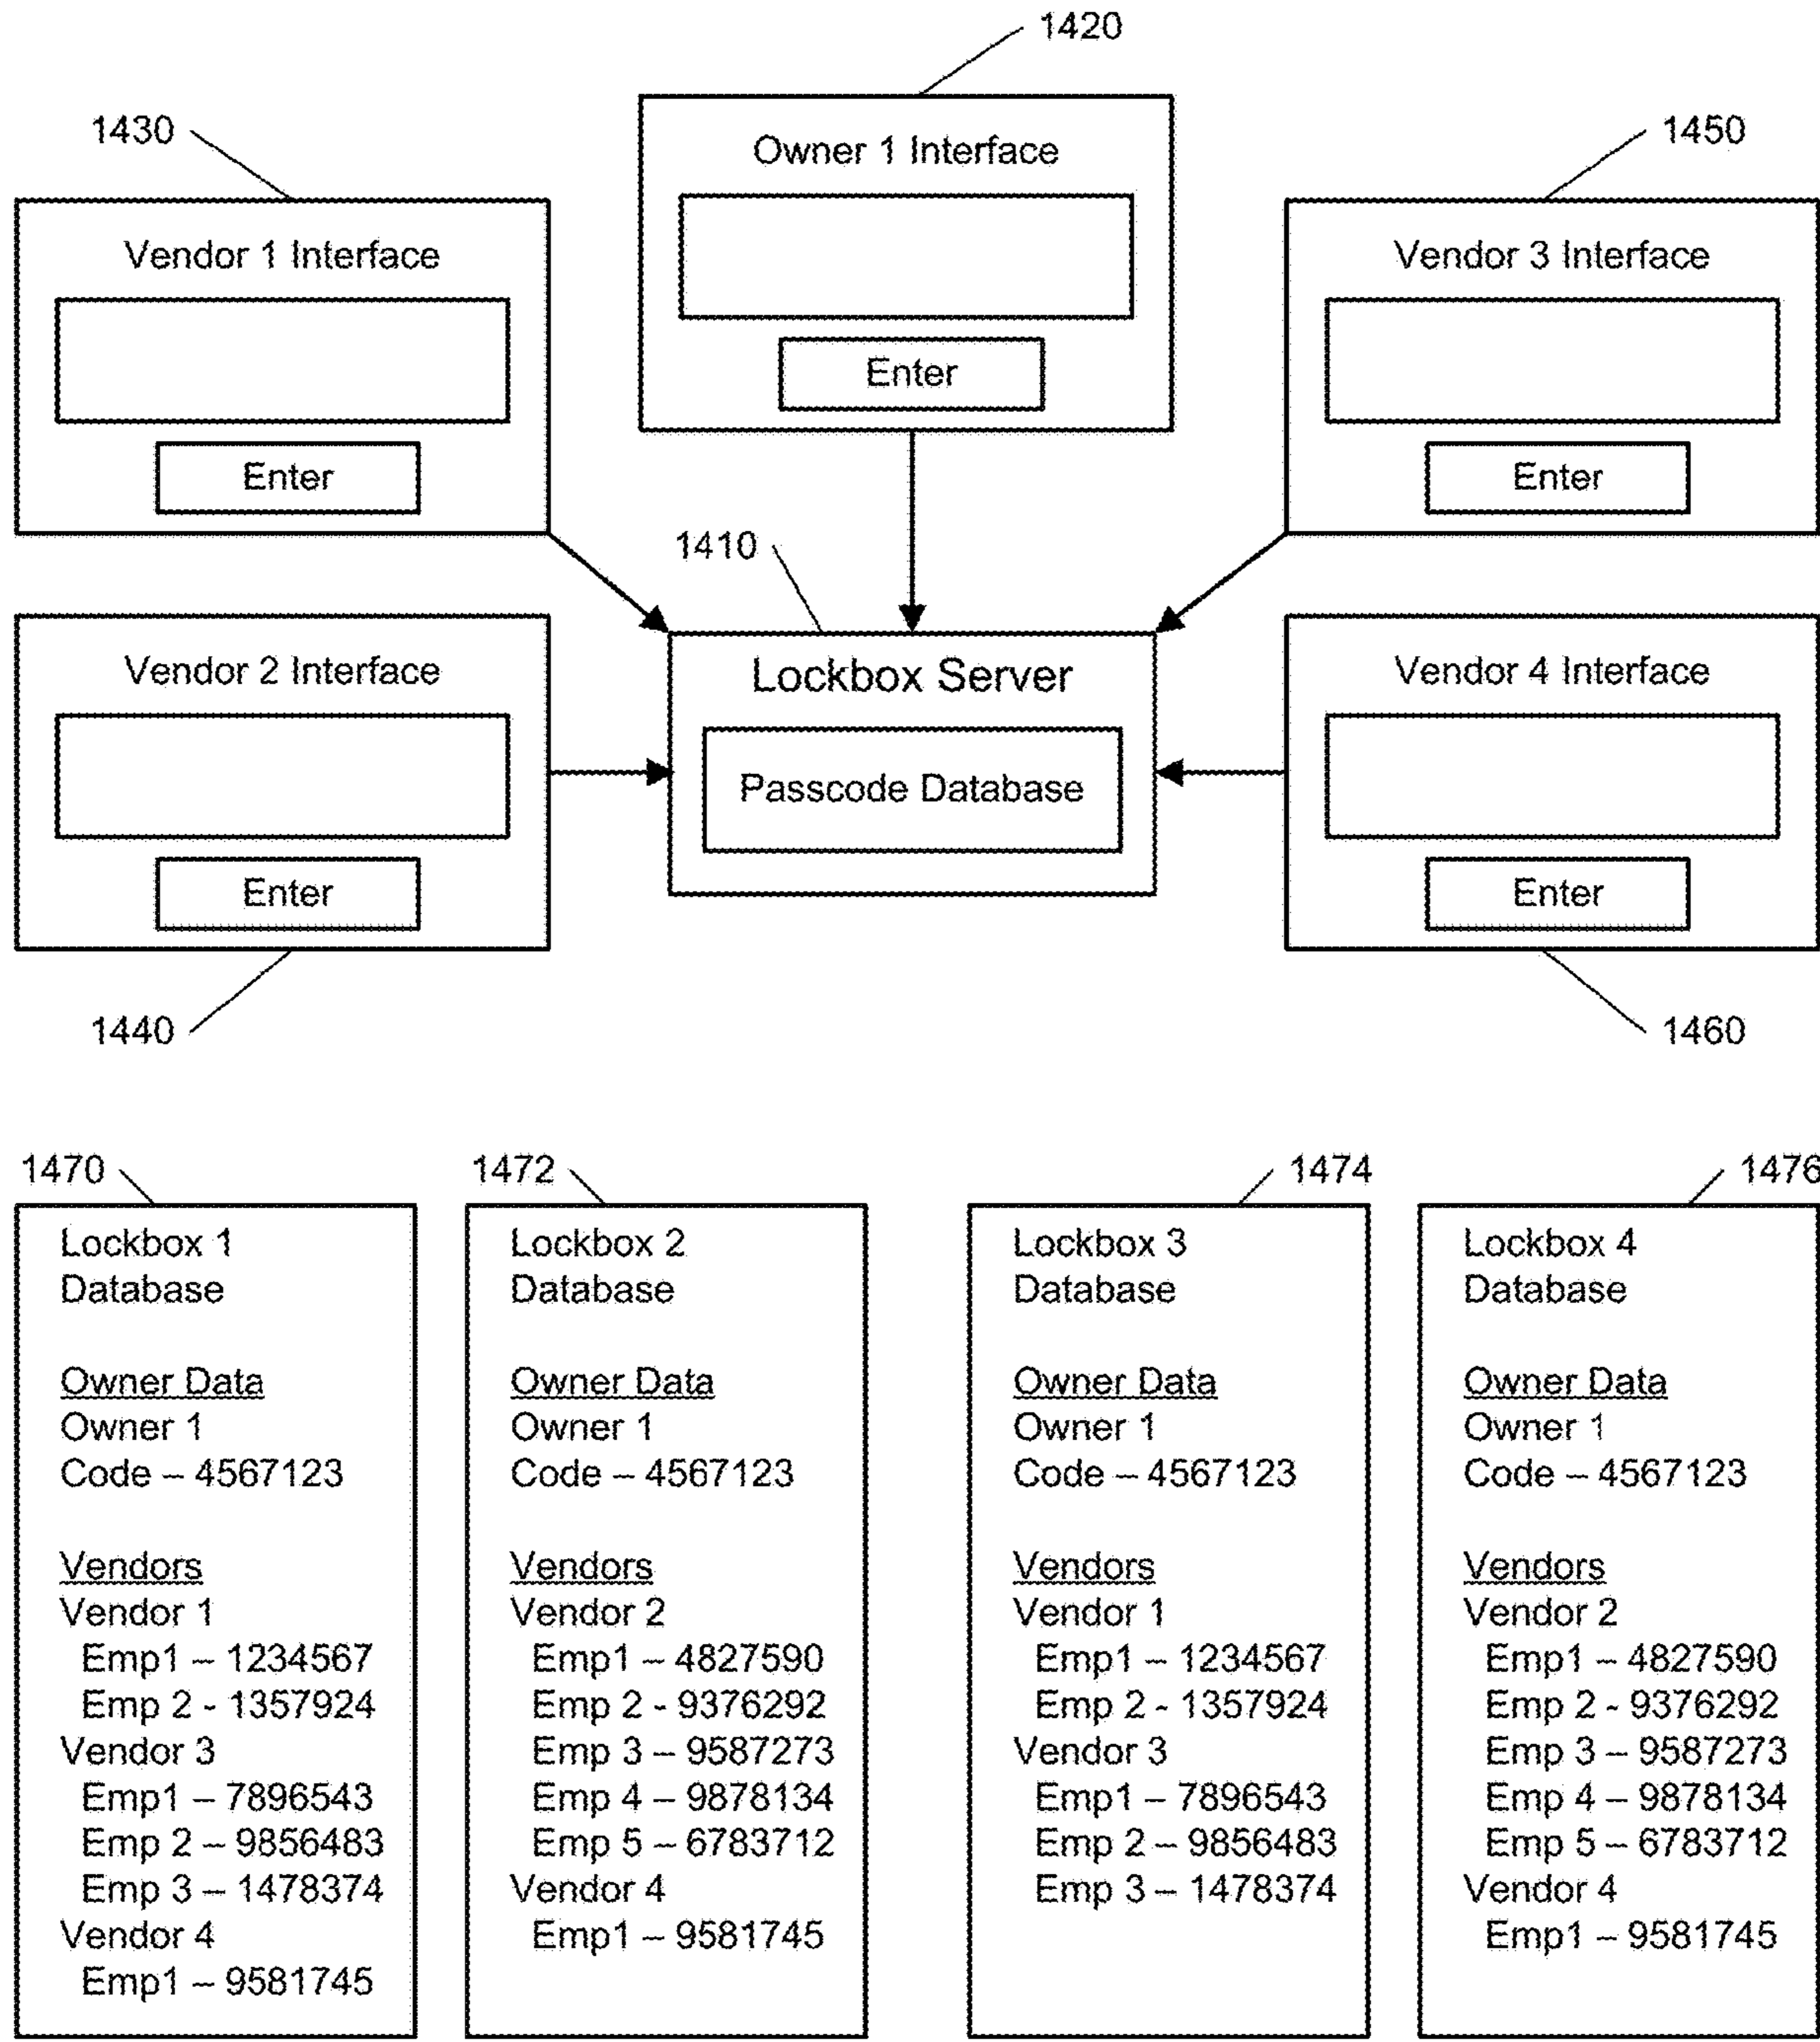 1420
1430
1450
Owner 1 Interface
Enter
Vendor 1 Interface
Enter
Vendor 3 Interface
Enter
1410
Lockbox Server
Passcode Database
Vendor 2 Interface
Enter
Vendor 4 Interface
Enter
1440
1460
1470
Lockbox 1
Database
Owner Data
Owner 1
Code – 4567123
Vendors
Vendor 1
Emp1 – 1234567
Emp 2 - 1357924
Vendor 3
Emp1 – 7896543
Emp 2 – 9856483
Emp 3 – 1478374
Vendor 4
Emp1 – 9581745
1472
Lockbox 2
Database
Owner Data
Owner 1
Code – 4567123
Vendors
Vendor 2
Emp1 – 4827590
Emp 2 - 9376292
Emp 3 – 9587273
Emp 4 – 9878134
Emp 5 – 6783712
Vendor 4
Emp1 – 9581745
1474
Lockbox 3
Database
Owner Data
Owner 1
Code – 4567123
Vendors
Vendor 1
Emp1 – 1234567
Emp 2 - 1357924
Vendor 3
Emp1 – 7896543
Emp 2 – 9856483
Emp 3 – 1478374
1476
Lockbox 4
Database
Owner Data
Owner 1
Code – 4567123
Vendors
Vendor 2
Emp1 – 4827590
Emp 2 - 9376292
Emp 3 – 9587273
Emp 4 – 9878134
Emp 5 – 6783712
Vendor 4
Emp1 – 9581745